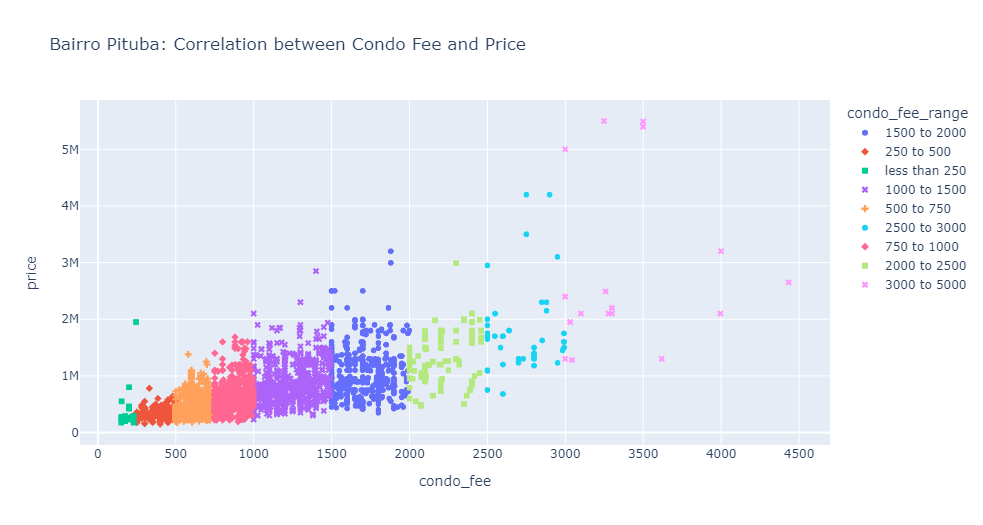 Bairro Pituba: Correlation between Condo Fee and Price
condo_fee_range
1500 to 2000
250 to 500
less than 250
1000 to 1500
500 to 750
2500 to 3000
750 to 1000
2000 to 2500
3000 to 5000
5M
4M
3M
2M
1M
0
price
0 500 1000 1500 2000 2500 3000 3500 4000 4500
condo_fee